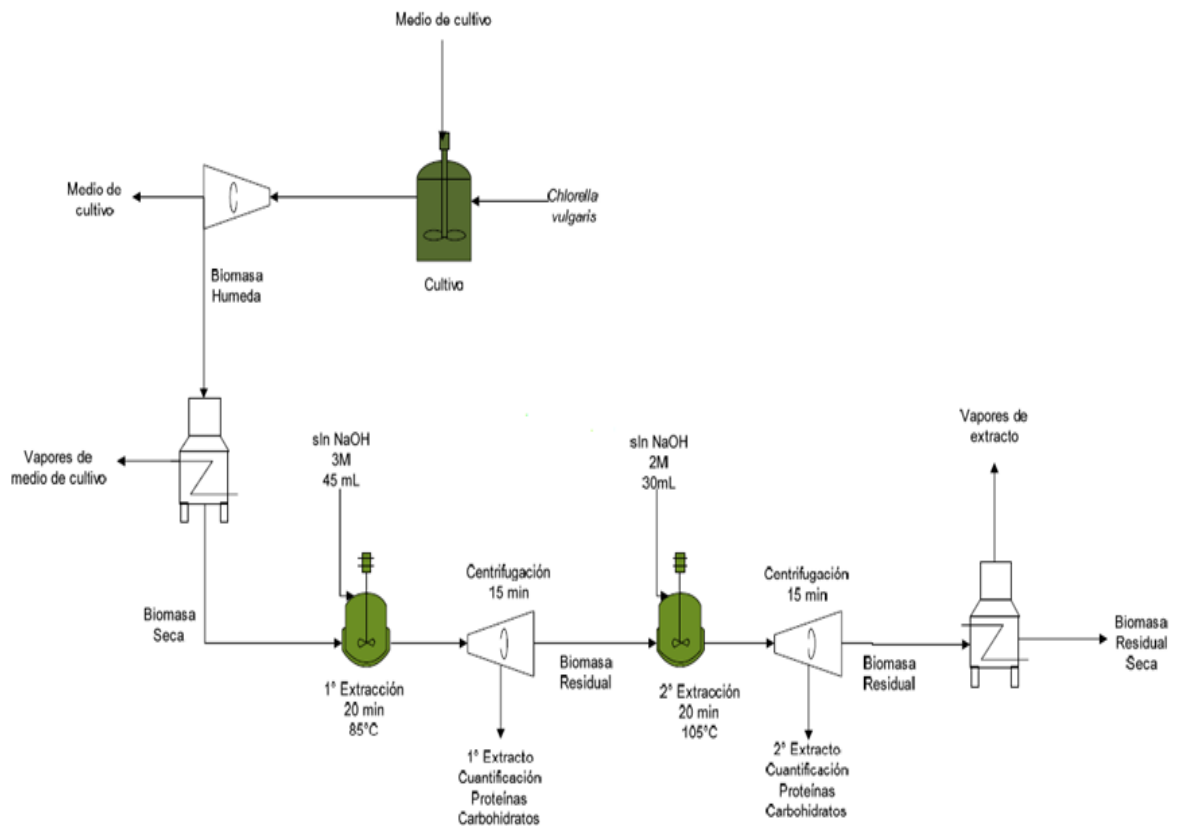 Medio de cultivo
Medio de
cultivo
Chlorella
vulgaris
Cultivo
Biomasa
Humeda
Vapores de
medio de cultivo
sln NaOH
3M
45 mL
sln NaOH
2M
30mL
Vapores de
extracto
Biomasa
Seca
Centrifugación
15 min
Biomasa
Residual
Centrifugación
15 min
Biomasa
Residual
Biomasa
Residual
Seca
1° Extracción
20 min
85°C
2° Extracción
20 min
105°C
1° Extracto
Cuantificación
Proteínas
Carbohidratos
2° Extracto
Cuantificación
Proteínas
Carbohidratos